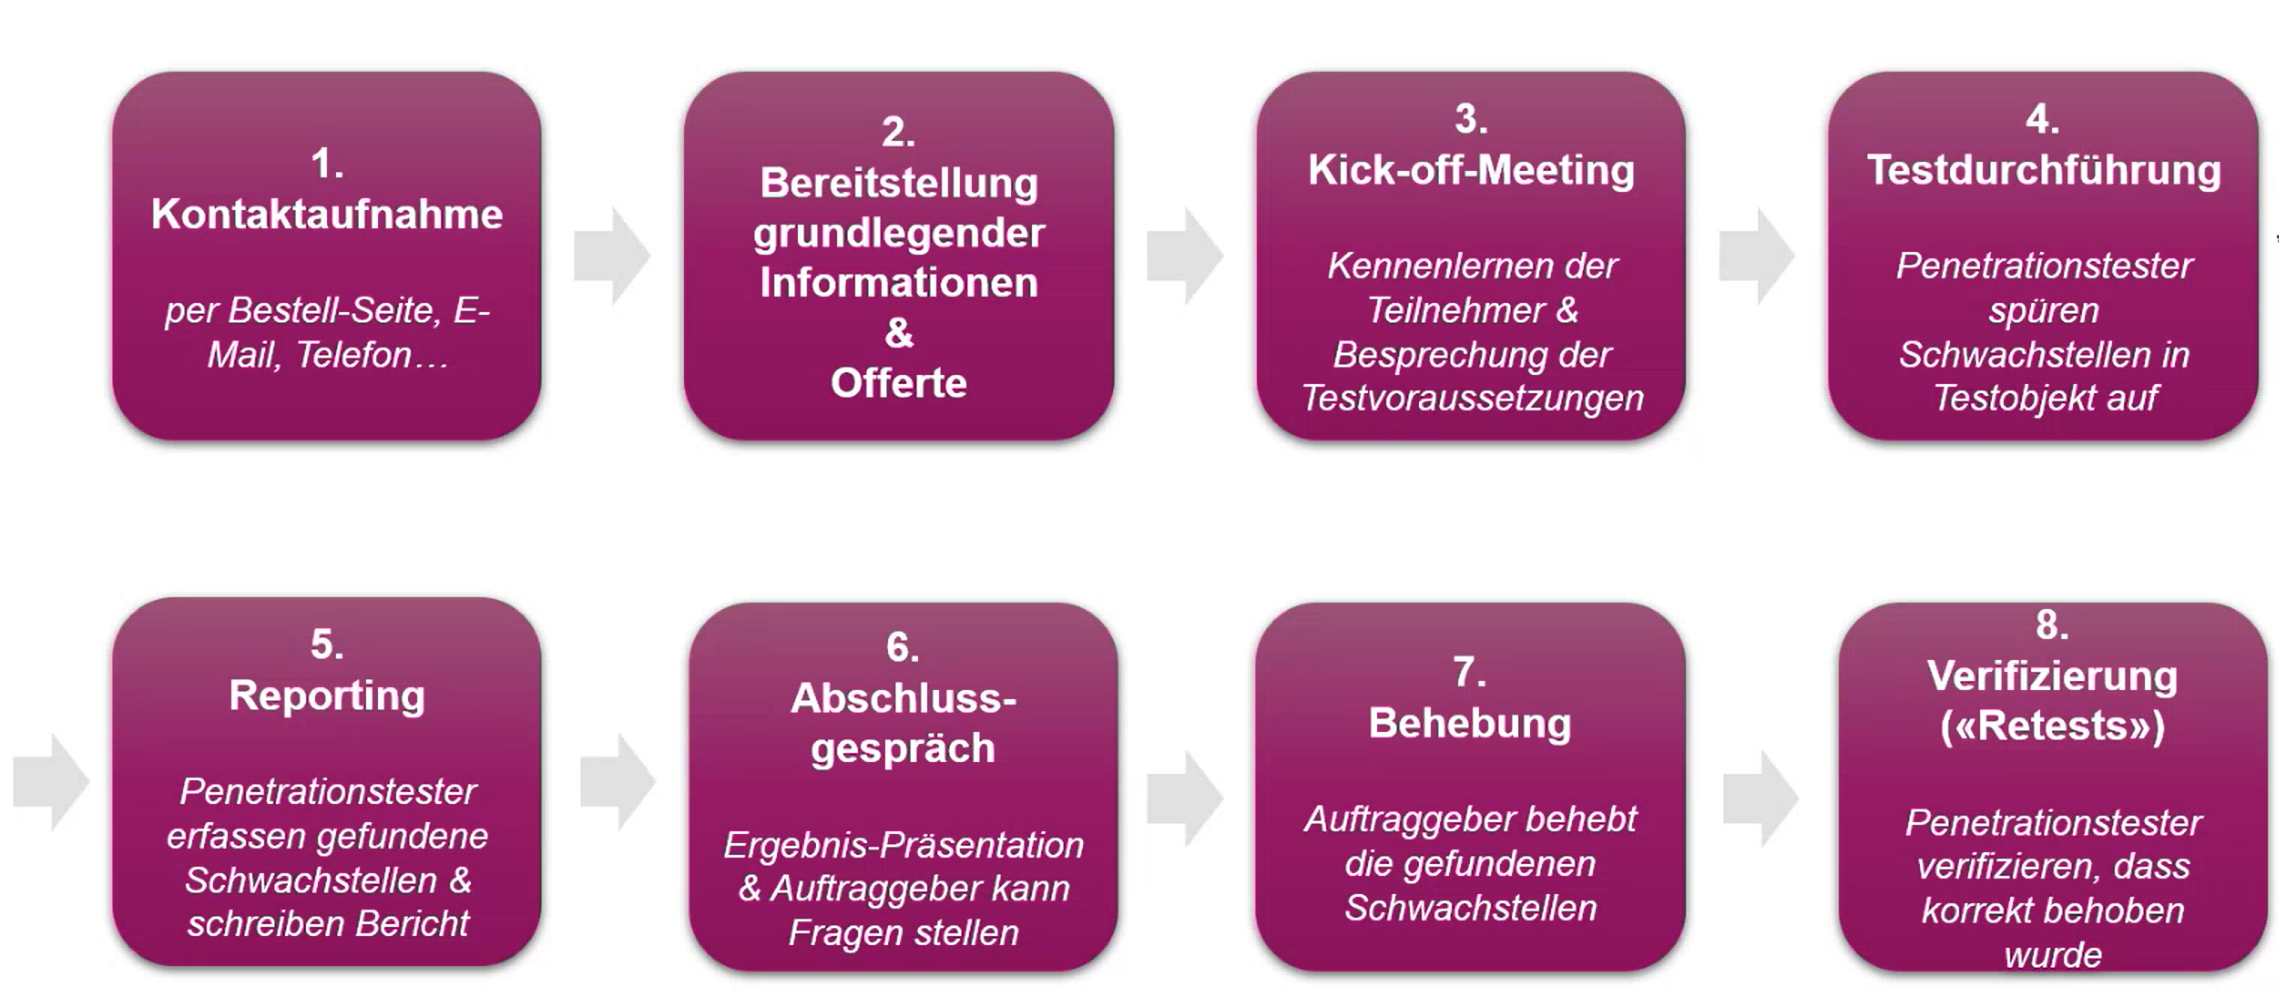 1.
Kontaktaufnahme
per Bestell-Seite, E-
Mail, Telefon…
2.
Bereitstellung
grundlegender
Informationen
&
Offerte
3.
Kick-off-Meeting
Kennenlernen der
Teilnehmer &
Besprechung der
Testvoraussetzungen
4.
Testdurchführung
Penetrationstester
spüren
Schwachstellen in
Testobjekt auf
5.
Reporting
Penetrationstester
erfassen gefundene
Schwachstellen &
schreiben Bericht
6.
Abschluss-
gespräch
Ergebnis-Präsentation
& Auftraggeber kann
Fragen stellen
7.
Behebung
Auftraggeber behebt
die gefundenen
Schwachstellen
8.
Verifizierung
(«Retests»)
Penetrationstester
verifizieren, dass
korrekt behoben
wurde